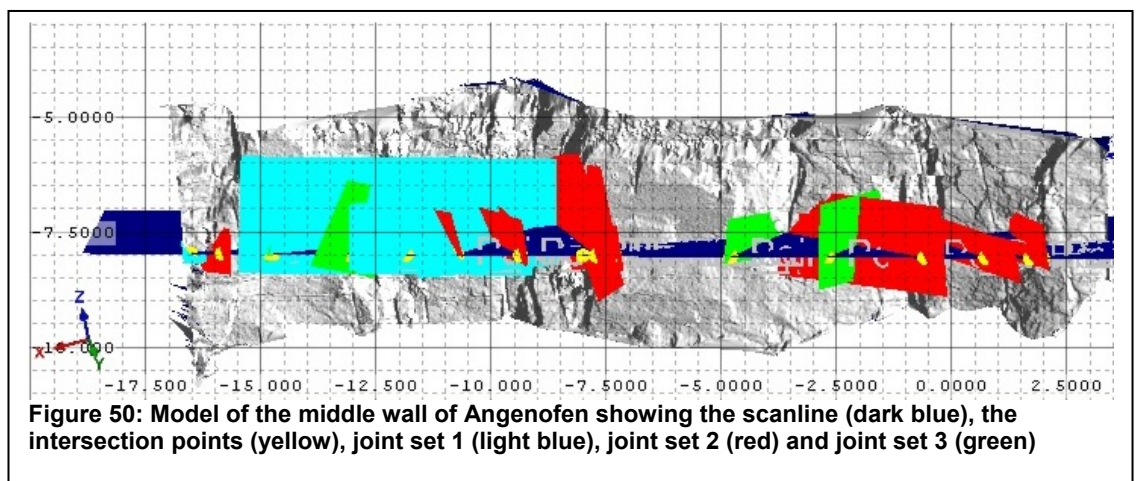 -5.0000
-7.5000
Z
X
Y
-10.000
-17.500 -15.000 -12.500 -10.000 -7.5000 -5.0000 -2.5000 0.0000 2.5000
Figure 50: Model of the middle wall of Angenofen showing the scanline (dark blue), the
intersection points (yellow), joint set 1 (light blue), joint set 2 (red) and joint set 3 (green)